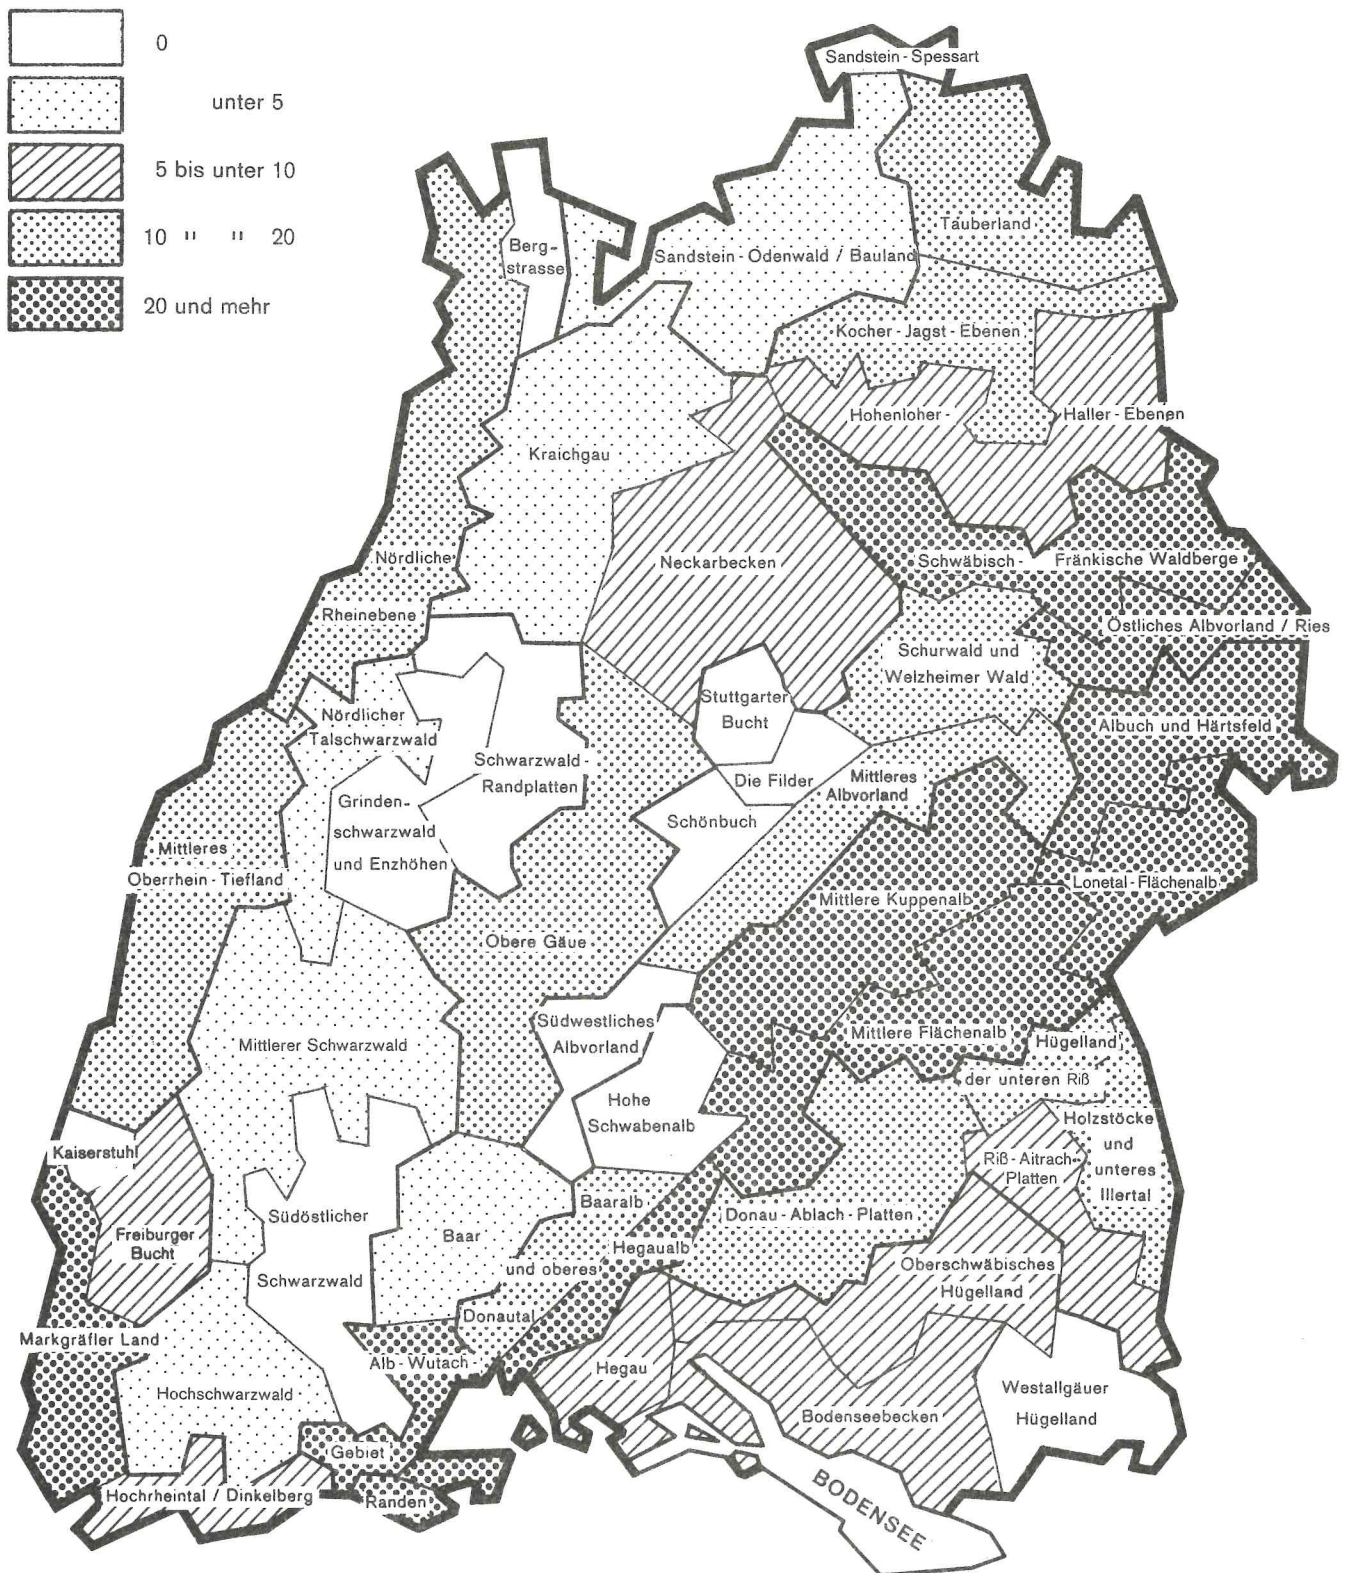 0
unter 5
5 bis unter 10
10 " " 20
20 und mehr
Sandstein-Spessart
Tauberland
Berg-
strasse
Sandstein-Odenwald / Bauland
Kocher-Jagst-Ebenen
Hohenloher-
Haller-Ebenen
Kraichgau
Nördliche
Rheinebene
Neckarbecken
Schwäbisch-
Fränkische Waldberge
Östliches Albvorland / Ries
Schurwald und
Welzheimer Wald
Stuttgarter
Bucht
Nördlicher
Talschwarzwald
Albuch und Härtsfeld
Schwarzwald-
Randplatten
Die Filder
Mittleres
Albvorland
Grinden-
schwarzwald
und Enzhöhen
Schönbuch
Mittleres
Oberrhein-Tiefland
Lonetal-Flächenalb
Mittlere Kuppenalb
Obere Gäue
Südwestliches
Albvorland
Mittlere Flächenalb
Hügelland
der unteren Riß
Mittlerer Schwarzwald
Hohe
Schwabenalb
Holzstöcke
und
unteres
Illertal
Kaiserstuhl
Riß-Aitrach-
Platten
Freiburger
Bucht
Südöstlicher
Schwarzwald
Baar
Baaralb
und oberes
Donautal
Hegaualb
Donau-Ablach-Platten
Oberschwäbisches
Hügelland
Markgräfler Land
Alb-Wutach-
Gebiet
Hegau
Hochschwarzwald
Bodenseebecken
Westallgäuer
Hügelland
Hochrheintal / Dinkelberg
Randen
BODENSEE